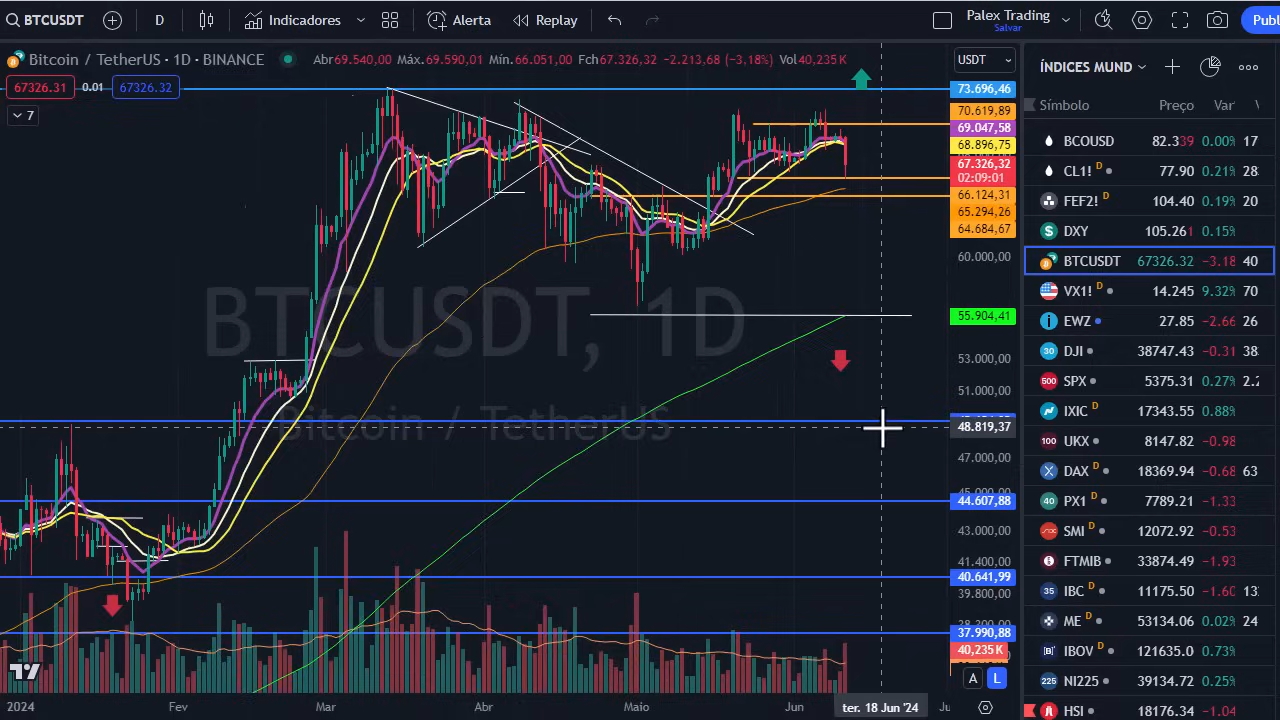 BTCUSDT D Indicadores Alerta Replay Palex Trading Salvar Publ
Bitcoin / TetherUS · 1D · BINANCE Abr69.540,00 Máx.69.590,01 Mín.66.051,00 Fch67.326,32 −2.213,68 (−3,18%) Vol40,235K
67326.31 0.01 67326.32
7
USDT
73.696,46
70.619,89
69.047,58
68.896,75
67.326,32
02:09:01
66.124,31
65.294,26
64.684,67
60.000,00
55.904,41
53.000,00
51.000,00
48.819,37
47.000,00
44.607,88
43.000,00
41.400,00
40.641,99
39.800,00
37.990,88
40,235K
BTCUSDT, 1D
Bitcoin / TetherUS
A L
2024 Fev Mar Abr Maio Jun ter. 18 Jun '24 Ju
ÍNDICES MUND
Símbolo Preço Var V
BCOUSD 82.339 0.00% 17
CL1! D 77.90 0.21% 28
FEF2! D 104.40 0.19% 20
DXY 105.261 0.15%
BTCUSDT 67326.32 −3.18 40
VX1! D 14.245 9.32% 70
EWZ 27.85 −2.66 26
30 DJI 38747.43 −0.31 38
500 SPX 5375.31 0.27% 2.2
IXIC D 17343.55 0.88%
100 UKX 8147.82 −0.98
DAX D 18369.94 −0.68 63
40 PX1 D 7789.21 −1.33
SMI D 12072.92 −0.53
FTMIB D 33874.49 −1.93
35 IBC D 11175.50 −1.60 13
ME D 53134.06 0.02% 24
IBOV D 121635.0 0.73%
225 NI225 39134.72 0.25%
HSI 18176.34 −1.04